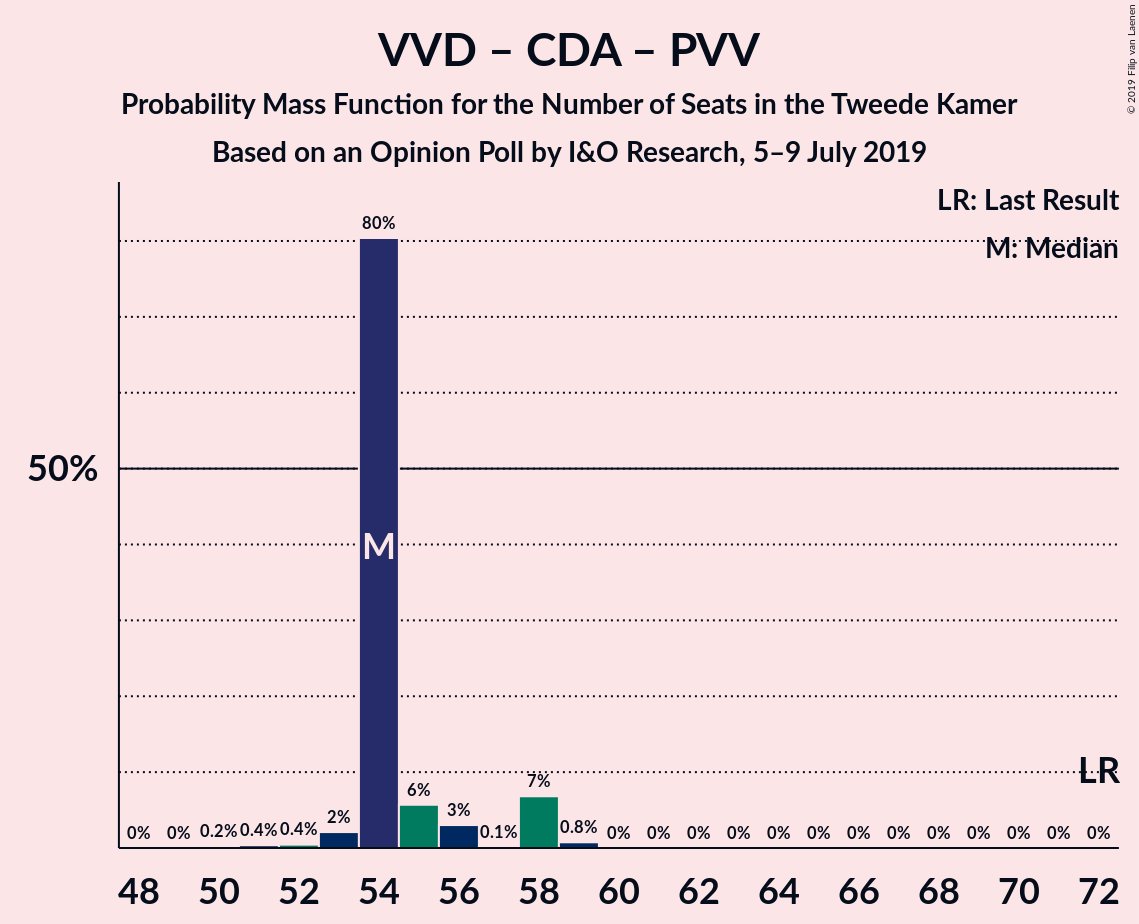 © 2019 Filip van Laenen
VVD – CDA – PVV
Probability Mass Function for the Number of Seats in the Tweede Kamer
Based on an Opinion Poll by I&O Research, 5–9 July 2019
LR: Last Result
M: Median
80%
50%
M
LR
0% 0% 0.2% 0.4% 0.4% 2% 6% 3% 0.1% 7% 0.8% 0% 0% 0% 0% 0% 0% 0% 0% 0% 0% 0% 0% 0%
48 50 52 54 56 58 60 62 64 66 68 70 72